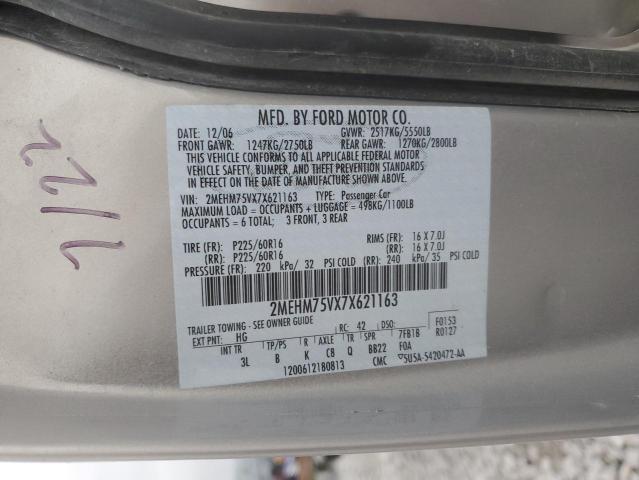 MFD. BY FORD MOTOR CO.
DATE: 12/06 GVWR: 2517KG/5550LB
FRONT GAWR: 1247KG/2750LB REAR GAWR: 1270KG/2800LB
THIS VEHICLE CONFORMS TO ALL APPLICABLE FEDERAL MOTOR
VEHICLE SAFETY, BUMPER, AND THEFT PREVENTION STANDARDS
IN EFFECT ON THE DATE OF MANUFACTURE SHOWN ABOVE.
VIN: 2MEHM75VX7X621163 TYPE: Passenger Car
MAXIMUM LOAD = OCCUPANTS + LUGGAGE = 498KG/1100LB
OCCUPANTS = 6 TOTAL; 3 FRONT, 3 REAR
TIRE (FR): P225/60R16 RIMS (FR): 16 X 7.0J
(RR): P225/60R16 (RR): 16 X 7.0J
PRESSURE (FR): 220 kPa/ 32 PSI COLD (RR): 240 kPa/ 35 PSI COLD
2MEHM75VX7X621163
TRAILER TOWING - SEE OWNER GUIDE F0153
EXT PNT: HG RC: 42 DSO: R0127
INT TR TP/PS R AXLE TR SPR 7FB1B
3L B K C8 Q BB22 F0A
1200612180813 CMC 5U5A-5420472-AA
2211